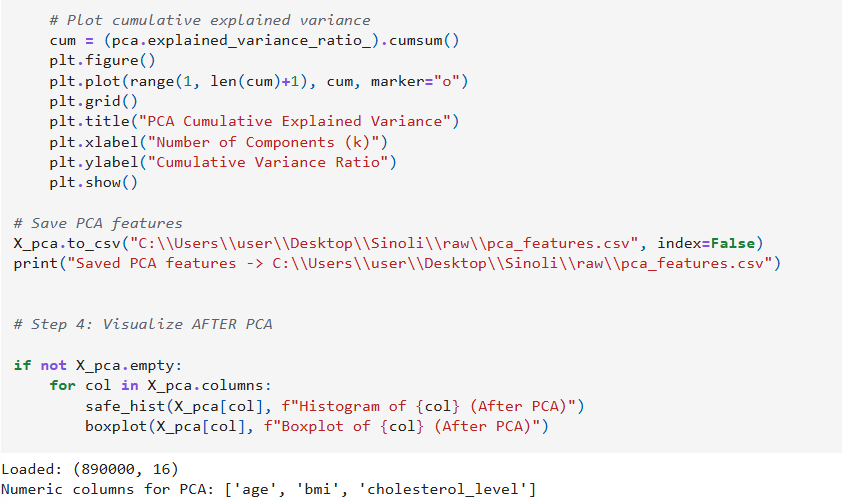 # Plot cumulative explained variance
cum = (pca.explained_variance_ratio_).cumsum()
plt.figure()
plt.plot(range(1, len(cum)+1), cum, marker="o")
plt.grid()
plt.title("PCA Cumulative Explained Variance")
plt.xlabel("Number of Components (k)")
plt.ylabel("Cumulative Variance Ratio")
plt.show()
# Save PCA features
X_pca.to_csv("C:\\Users\\user\\Desktop\\Sinoli\\raw\\pca_features.csv", index=False)
print("Saved PCA features -> C:\\Users\\user\\Desktop\\Sinoli\\raw\\pca_features.csv")
# Step 4: Visualize AFTER PCA
if not X_pca.empty:
for col in X_pca.columns:
safe_hist(X_pca[col], f"Histogram of {col} (After PCA)")
boxplot(X_pca[col], f"Boxplot of {col} (After PCA)")
Loaded: (890000, 16)
Numeric columns for PCA: ['age', 'bmi', 'cholesterol_level']